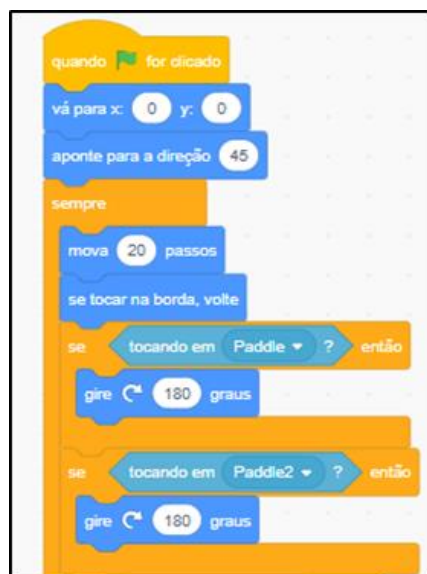 quando for clicado
vá para x: 0 y: 0
aponte para a direção 45
sempre
mova 20 passos
se tocar na borda, volte
se tocando em Paddle ? então
gire 180 graus
se tocando em Paddle2 ? então
gire 180 graus